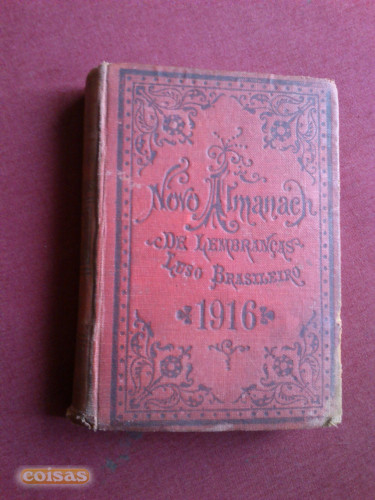 Novo Almanach
De Lembranças
Luso Brasileiro
1916
coisas